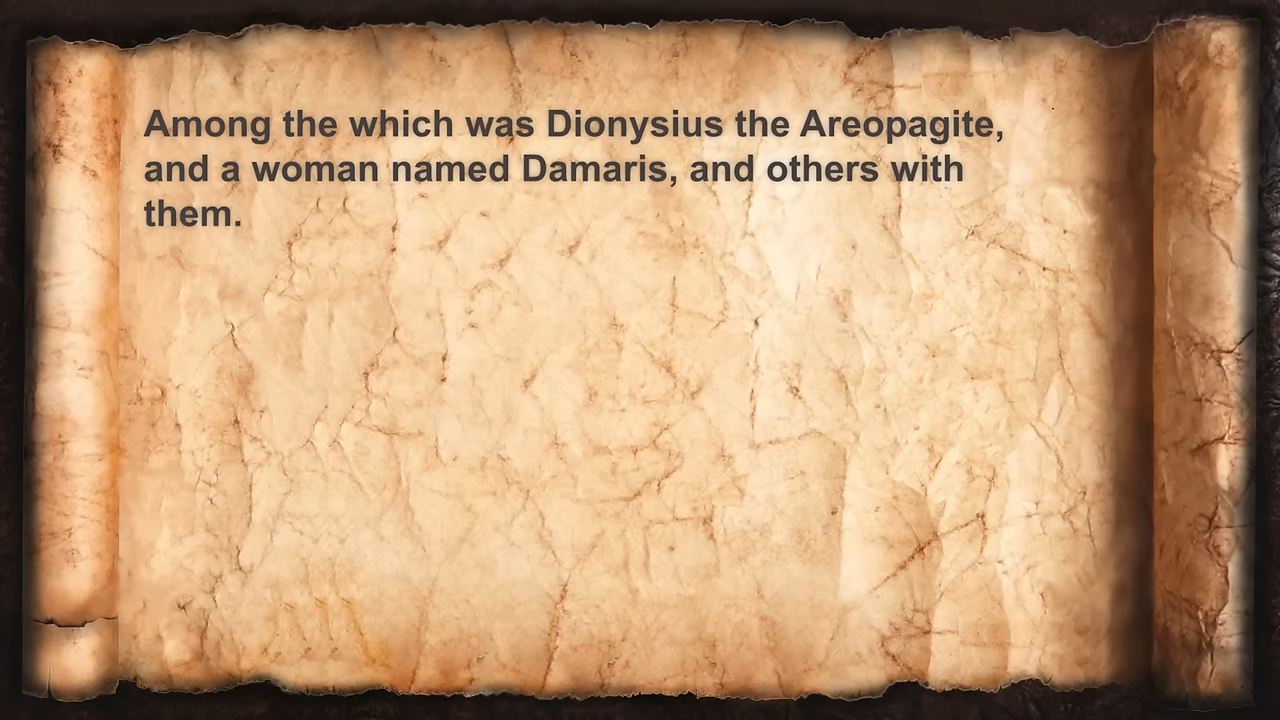 Among the which was Dionysius the Areopagite,
and a woman named Damaris, and others with
them.